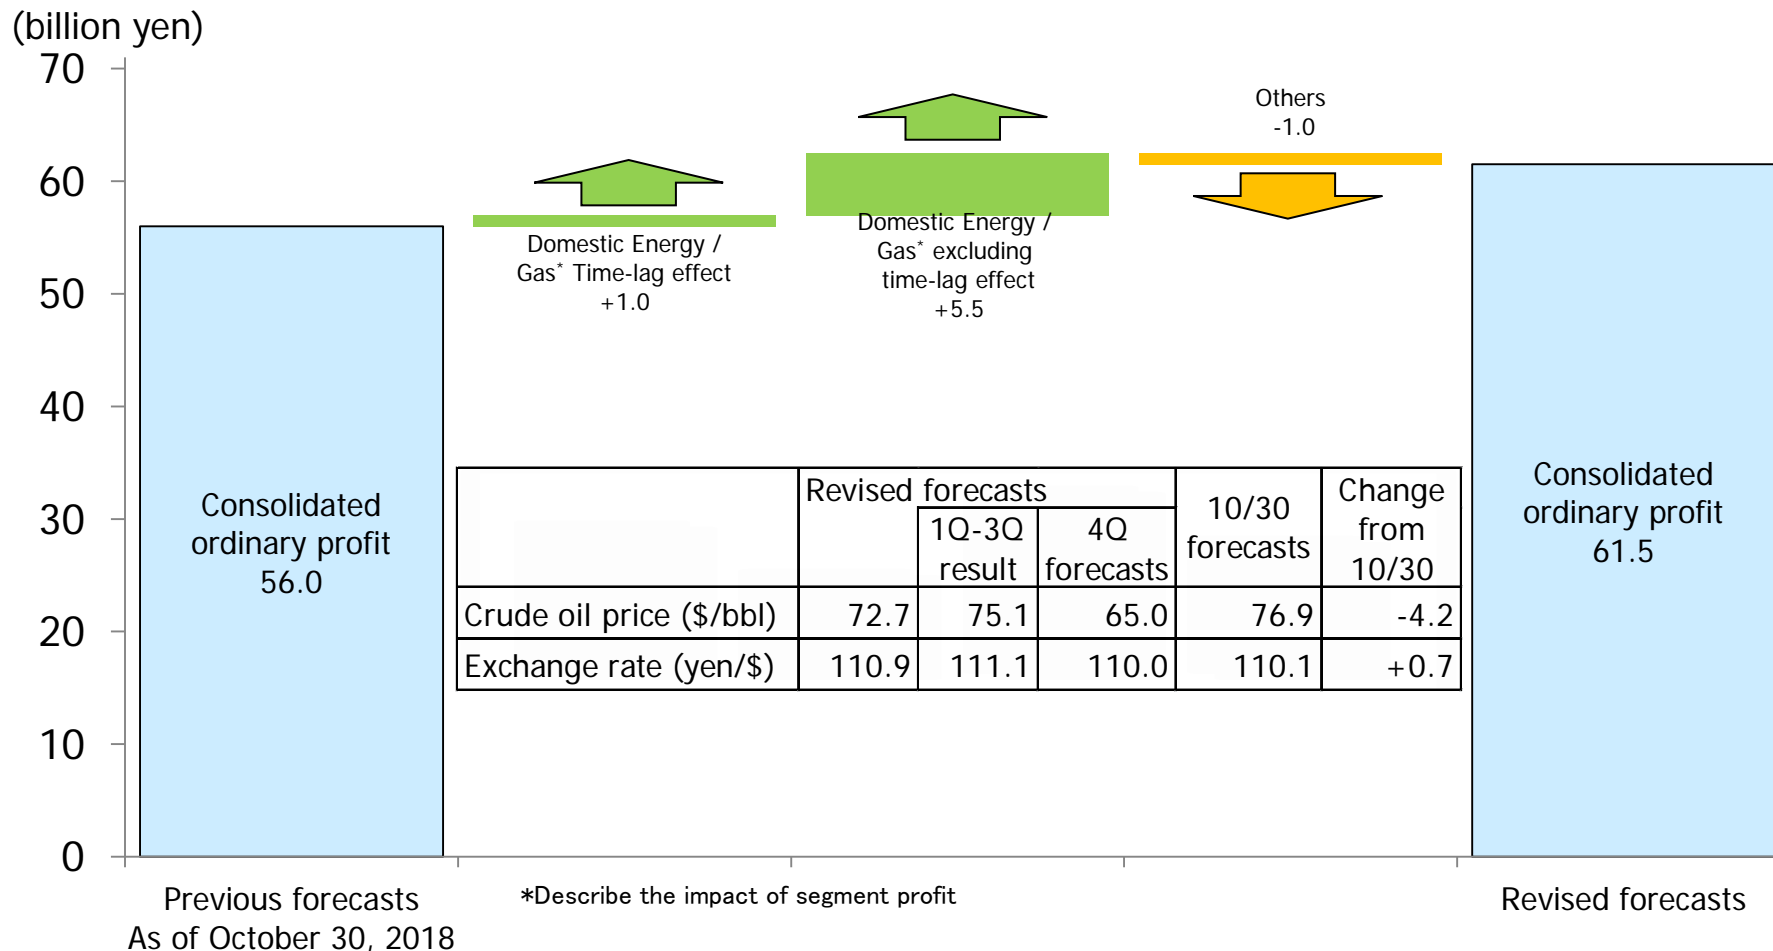 (billion yen)
70
60
50
40
30
20
10
0
Consolidated
ordinary profit
56.0
Domestic Energy /
Gas* Time-lag effect
+1.0
Domestic Energy /
Gas* excluding
time-lag effect
+5.5
Others
-1.0
Consolidated
ordinary profit
61.5
Revised forecasts
1Q-3Q
result
4Q
forecasts
10/30
forecasts
Change
from
10/30
Crude oil price ($/bbl) 72.7 75.1 65.0 76.9 -4.2
Exchange rate (yen/$) 110.9 111.1 110.0 110.1 +0.7
Previous forecasts
As of October 30, 2018
*Describe the impact of segment profit
Revised forecasts